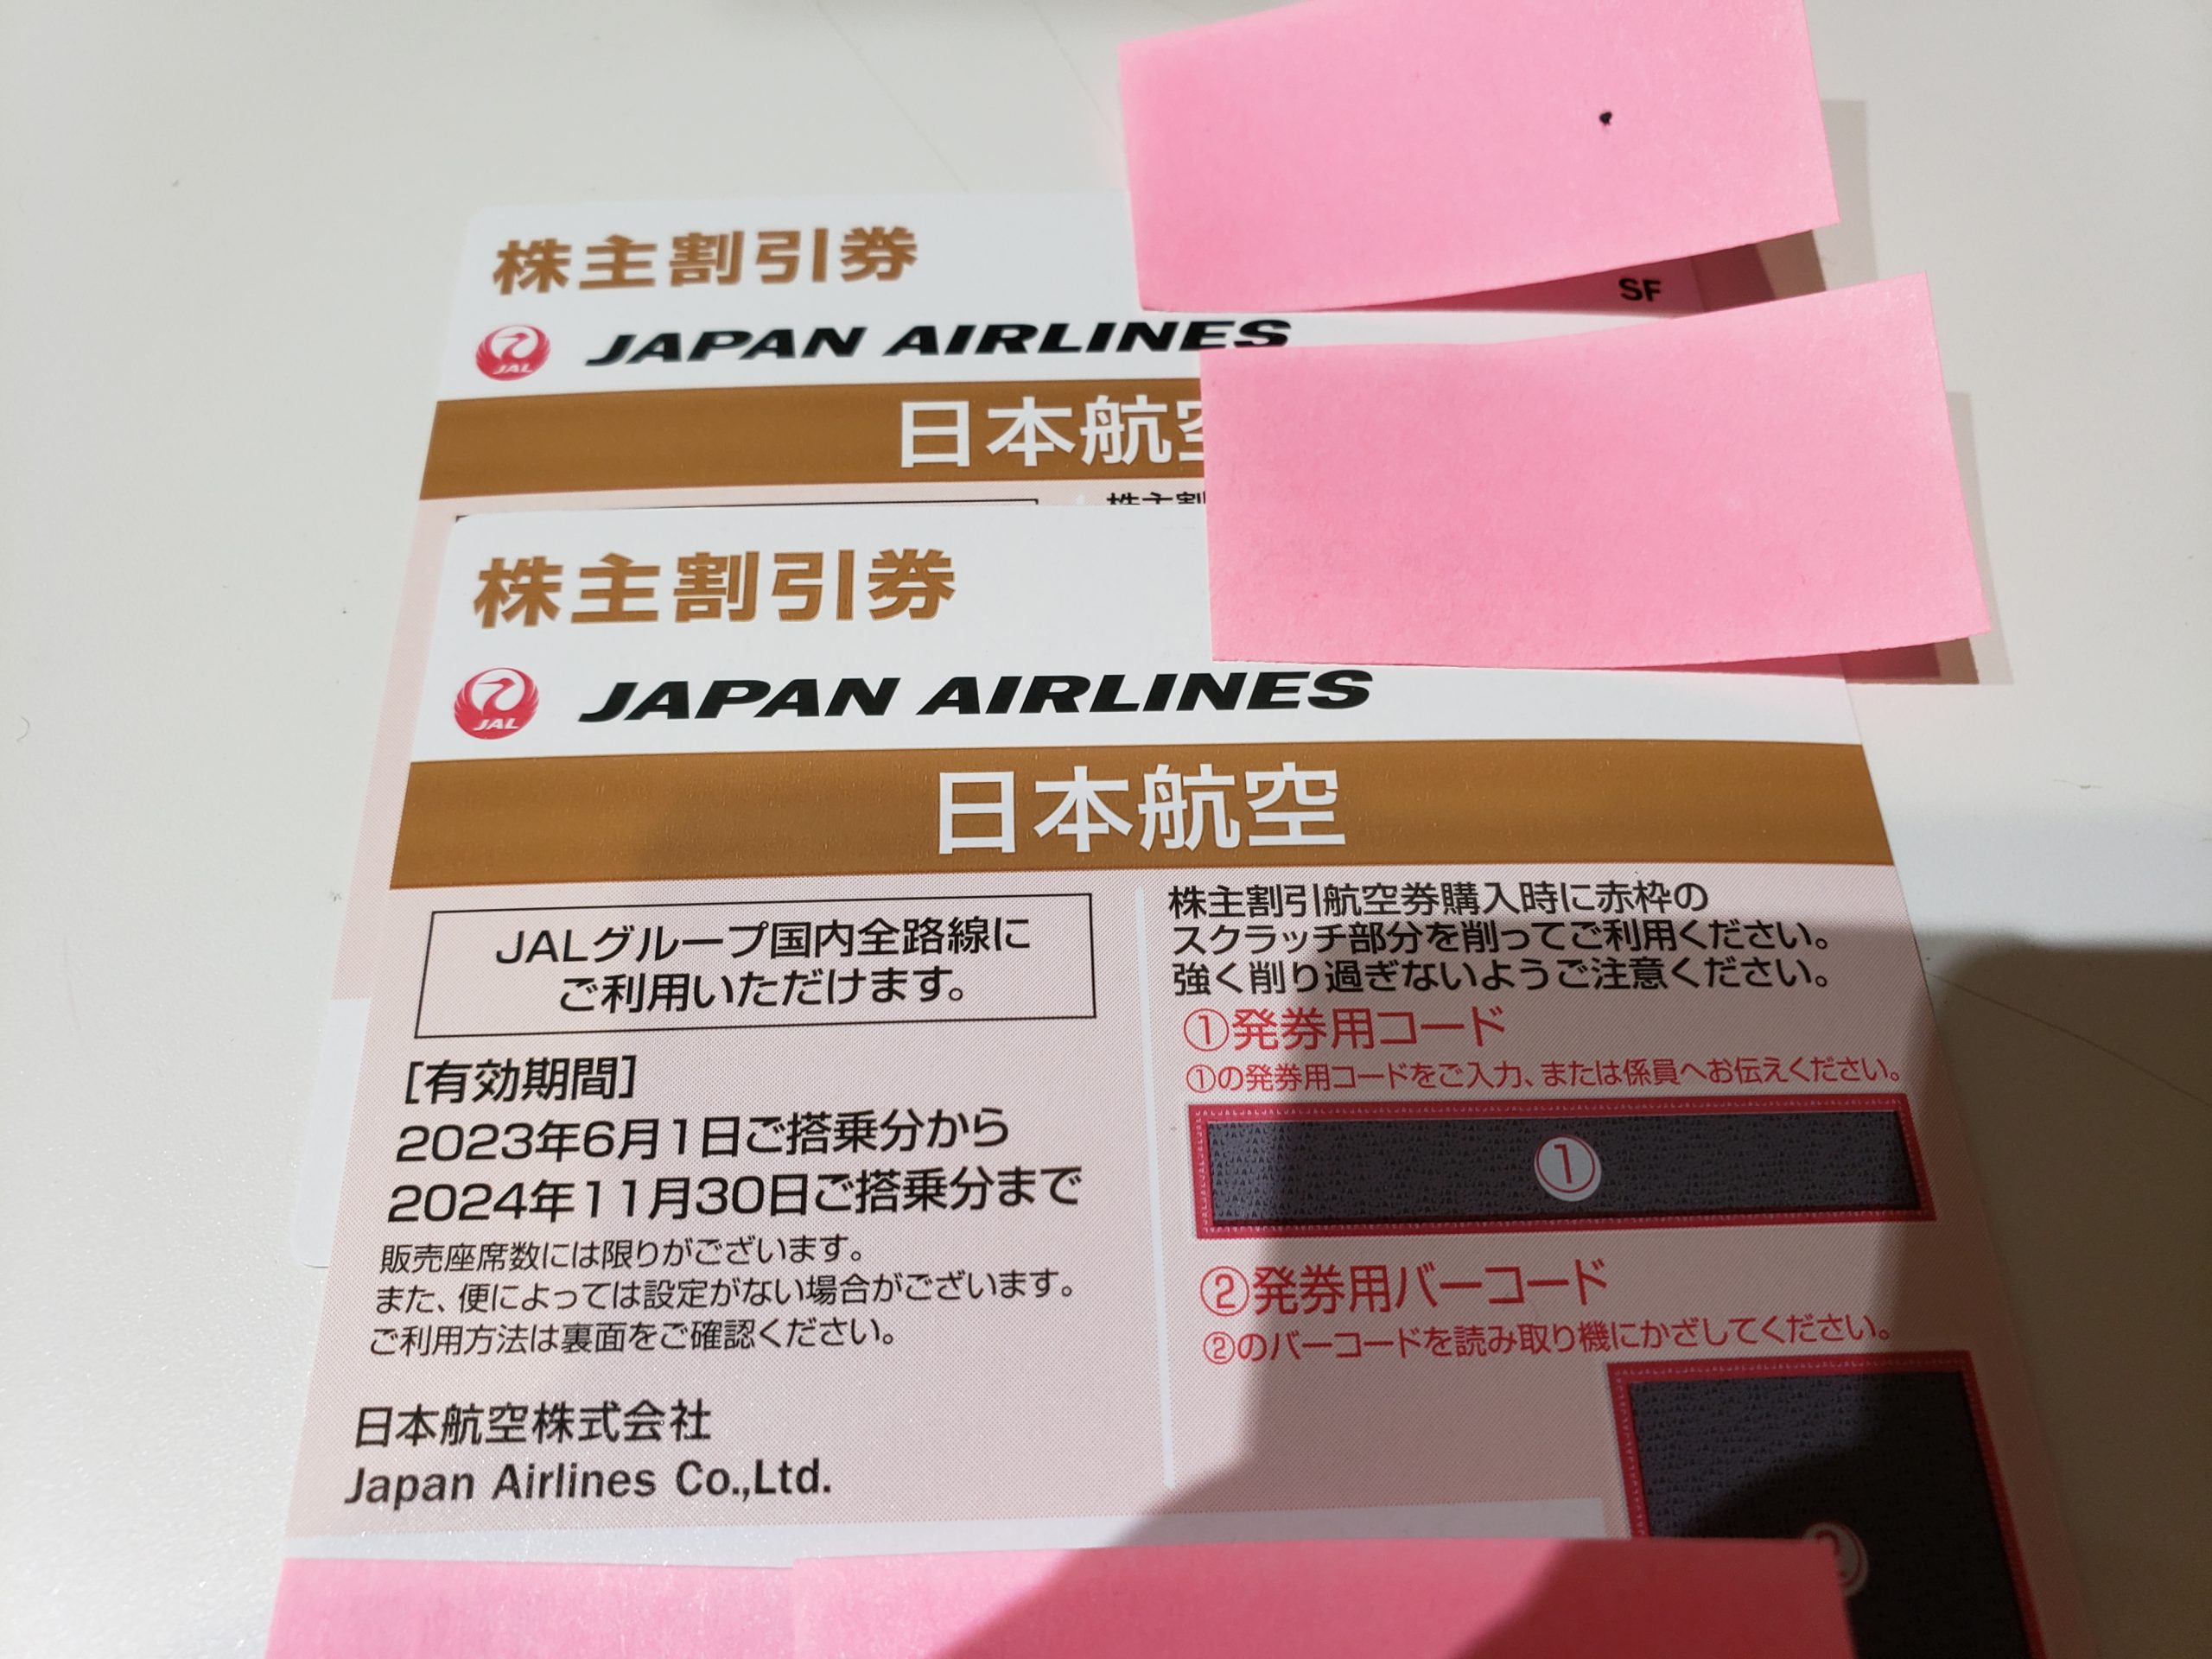 株主割引券
SF
JAL
JAPAN AIRLINES
日本航
株主割
株主割引券
JAL
JAPAN AIRLINES
日本航空
JALグループ国内全路線に
ご利用いただけます。
[有効期間]
2023年6月1日ご搭乗分から
2024年11月30日ご搭乗分まで
販売座席数には限りがございます。
また、便によっては設定がない場合がございます。
ご利用方法は裏面をご確認ください。
日本航空株式会社
Japan Airlines Co.,Ltd.
株主割引航空券購入時に赤枠の
スクラッチ部分を削ってご利用ください。
強く削り過ぎないようご注意ください。
①発券用コード
①の発券用コードをご入力、または係員へお伝えください。
①
②発券用バーコード
②のバーコードを読み取り機にかざしてください。
②